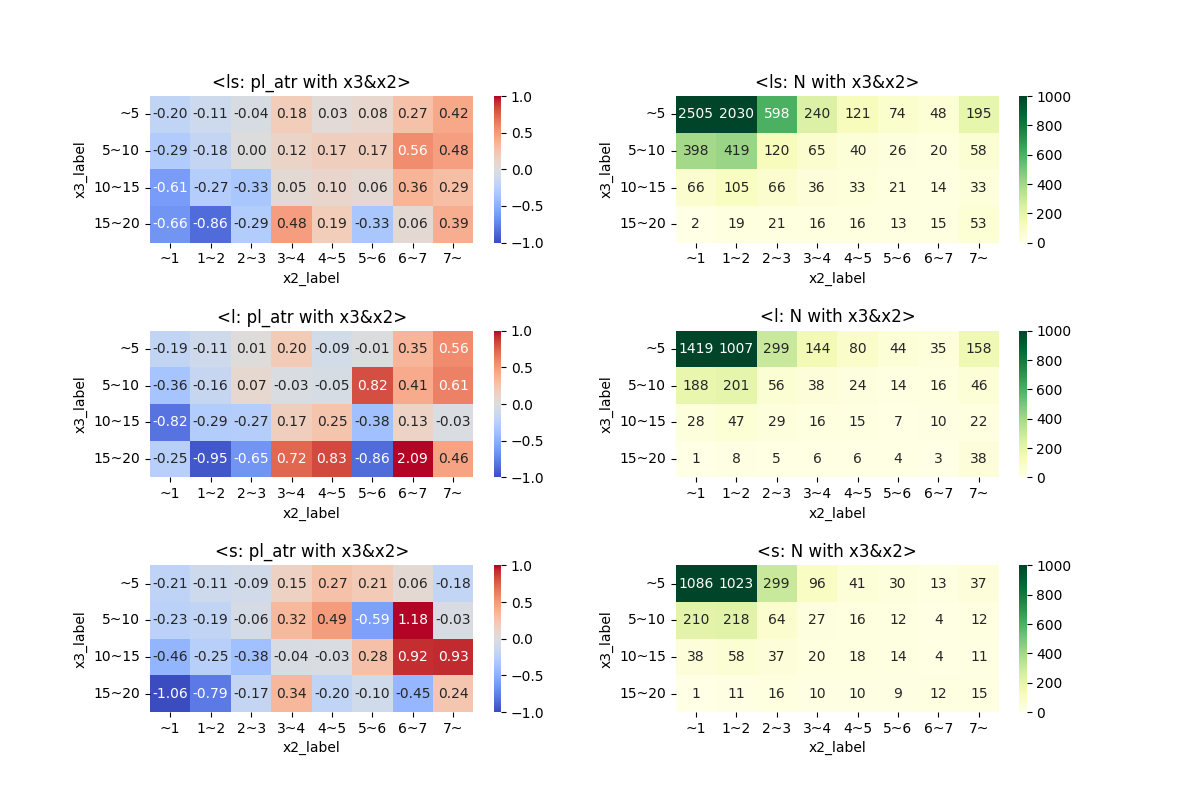 <ls: pl_atr with x3&x2>
x3_label
~5 -0.20 -0.11 -0.04 0.18 0.03 0.08 0.27 0.42
5~10 -0.29 -0.18 0.00 0.12 0.17 0.17 0.56 0.48
10~15 -0.61 -0.27 -0.33 0.05 0.10 0.06 0.36 0.29
15~20 -0.66 -0.86 -0.29 0.48 0.19 -0.33 0.06 0.39
~1 1~2 2~3 3~4 4~5 5~6 6~7 7~
x2_label
1.0
0.5
0.0
−0.5
−1.0
<ls: N with x3&x2>
x3_label
~5 2505 2030 598 240 121 74 48 195
5~10 398 419 120 65 40 26 20 58
10~15 66 105 66 36 33 21 14 33
15~20 2 19 21 16 16 13 15 53
~1 1~2 2~3 3~4 4~5 5~6 6~7 7~
x2_label
1000
800
600
400
200
0
<l: pl_atr with x3&x2>
x3_label
~5 -0.19 -0.11 0.01 0.20 -0.09 -0.01 0.35 0.56
5~10 -0.36 -0.16 0.07 -0.03 -0.05 0.82 0.41 0.61
10~15 -0.82 -0.29 -0.27 0.17 0.25 -0.38 0.13 -0.03
15~20 -0.25 -0.95 -0.65 0.72 0.83 -0.86 2.09 0.46
~1 1~2 2~3 3~4 4~5 5~6 6~7 7~
x2_label
1.0
0.5
0.0
−0.5
−1.0
<l: N with x3&x2>
x3_label
~5 1419 1007 299 144 80 44 35 158
5~10 188 201 56 38 24 14 16 46
10~15 28 47 29 16 15 7 10 22
15~20 1 8 5 6 6 4 3 38
~1 1~2 2~3 3~4 4~5 5~6 6~7 7~
x2_label
1000
800
600
400
200
0
<s: pl_atr with x3&x2>
x3_label
~5 -0.21 -0.11 -0.09 0.15 0.27 0.21 0.06 -0.18
5~10 -0.23 -0.19 -0.06 0.32 0.49 -0.59 1.18 -0.03
10~15 -0.46 -0.25 -0.38 -0.04 -0.03 0.28 0.92 0.93
15~20 -1.06 -0.79 -0.17 0.34 -0.20 -0.10 -0.45 0.24
~1 1~2 2~3 3~4 4~5 5~6 6~7 7~
x2_label
1.0
0.5
0.0
−0.5
−1.0
<s: N with x3&x2>
x3_label
~5 1086 1023 299 96 41 30 13 37
5~10 210 218 64 27 16 12 4 12
10~15 38 58 37 20 18 14 4 11
15~20 1 11 16 10 10 9 12 15
~1 1~2 2~3 3~4 4~5 5~6 6~7 7~
x2_label
1000
800
600
400
200
0